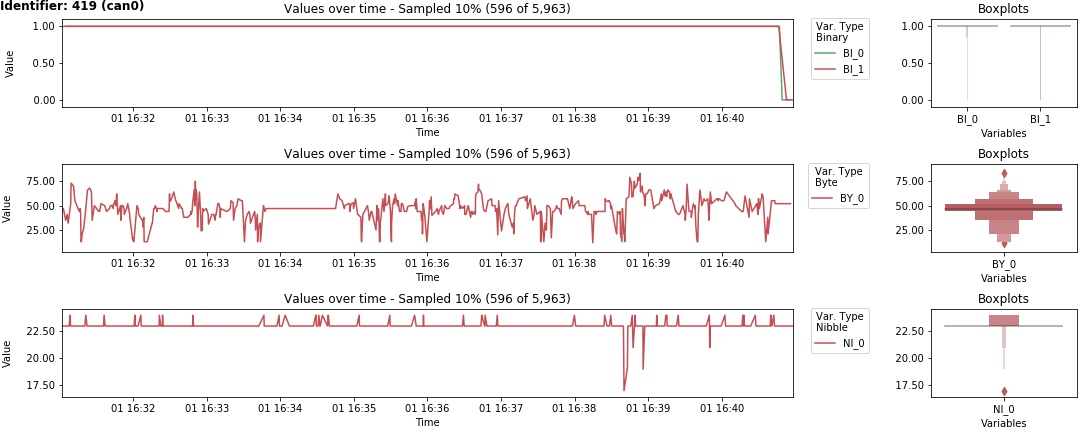 Identifier: 419 (can0)
Values over time - Sampled 10% (596 of 5,963)
Boxplots
Value
1.00
0.50
0.00
01 16:32 01 16:33 01 16:34 01 16:35 01 16:36 01 16:37 01 16:38 01 16:39 01 16:40
Time
Var. Type
Binary
BI_0
BI_1
1.00
0.50
0.00
BI_0 BI_1
Variables
Values over time - Sampled 10% (596 of 5,963)
Boxplots
Value
75.00
50.00
25.00
01 16:32 01 16:33 01 16:34 01 16:35 01 16:36 01 16:37 01 16:38 01 16:39 01 16:40
Time
Var. Type
Byte
BY_0
75.00
50.00
25.00
BY_0
Variables
Values over time - Sampled 10% (596 of 5,963)
Boxplots
Value
22.50
20.00
17.50
01 16:32 01 16:33 01 16:34 01 16:35 01 16:36 01 16:37 01 16:38 01 16:39 01 16:40
Time
Var. Type
Nibble
NI_0
22.50
20.00
17.50
NI_0
Variables